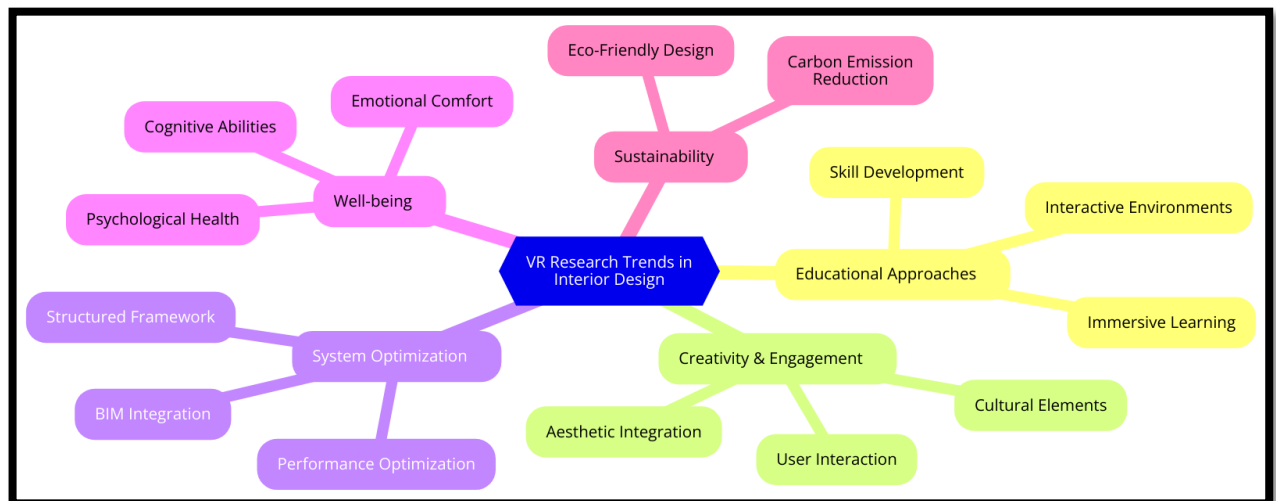 Eco-Friendly Design
Carbon Emission
Reduction
Emotional Comfort
Cognitive Abilities
Sustainability
Skill Development
Psychological Health
Well-being
Interactive Environments
VR Research Trends in
Interior Design
Educational Approaches
Structured Framework
Immersive Learning
System Optimization
Creativity & Engagement
BIM Integration
Cultural Elements
Aesthetic Integration
User Interaction
Performance Optimization